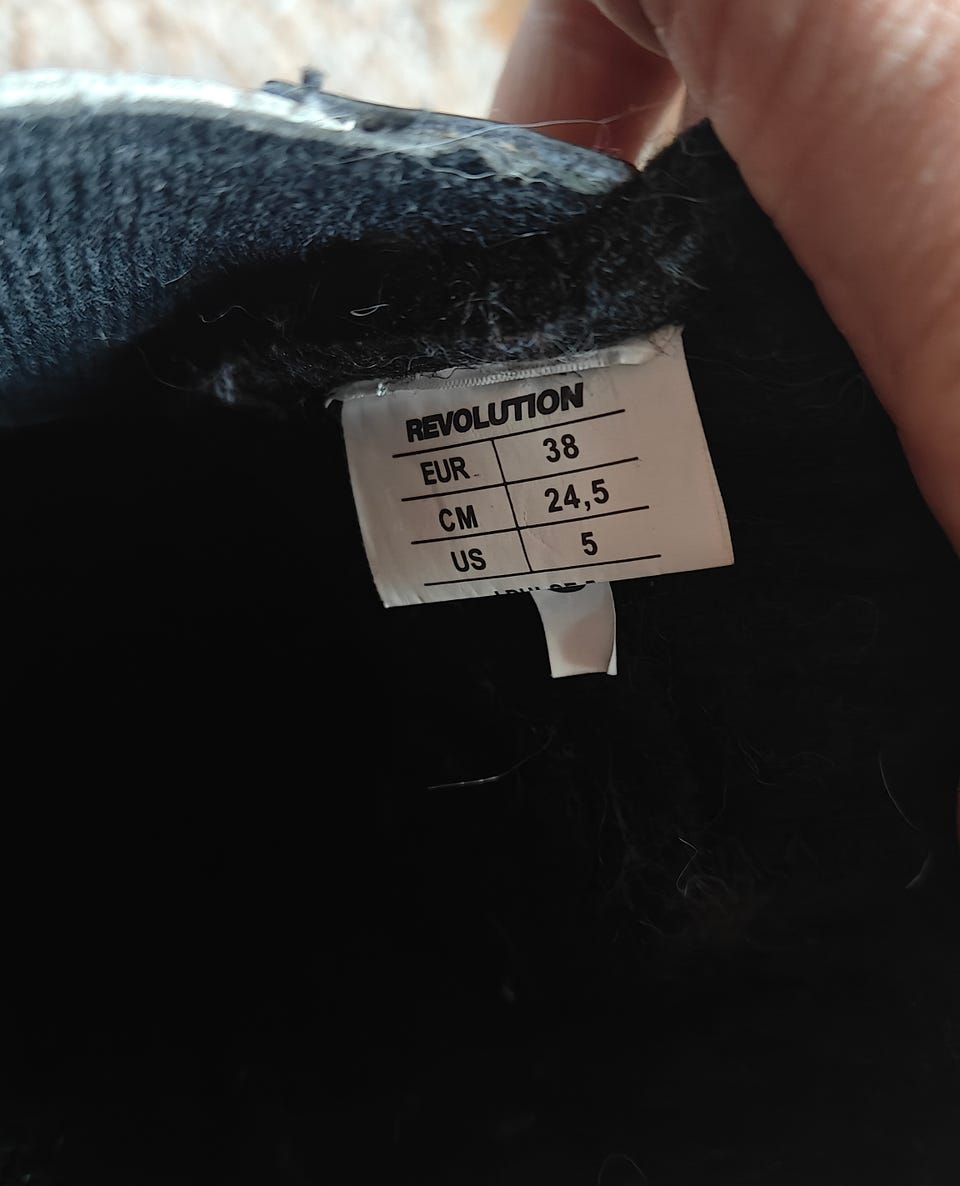 REVOLUTION
EUR 38
CM 24,5
US 5